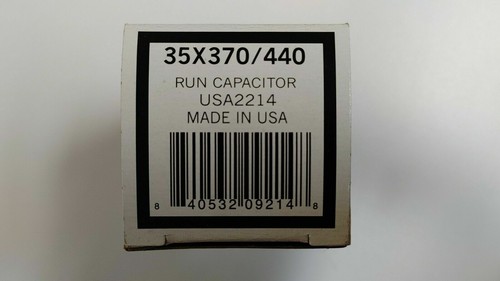 35X370/440
RUN CAPACITOR
USA2214
MADE IN USA
8 40532 09214 8